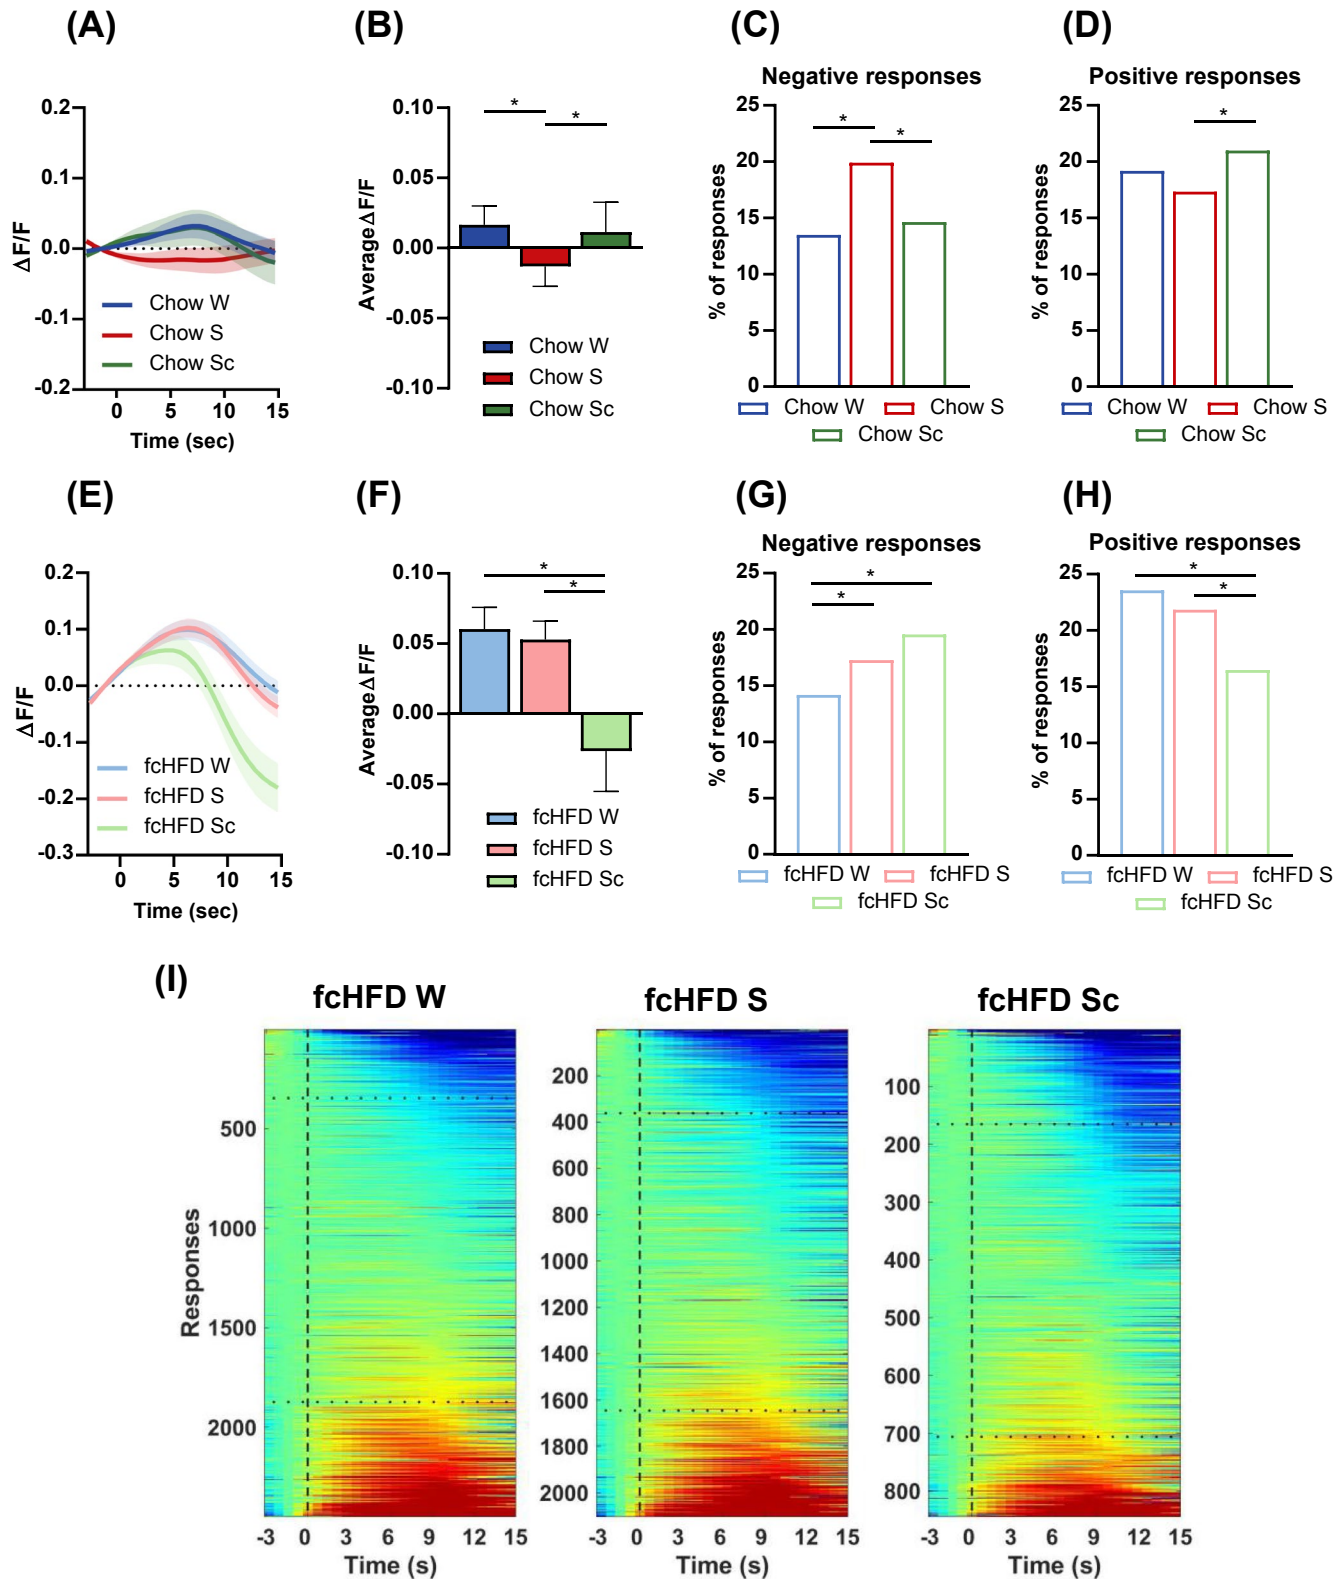 (A)
0.2
0.1
0.0
-0.1
-0.2
ΔF/F
Chow W
Chow S
Chow Sc
0 5 10 15
Time (sec)
(B)
0.10
0.05
0.00
-0.05
-0.10
AverageΔF/F
* *
Chow W
Chow S
Chow Sc
(C)
Negative responses
25
20
15
10
5
0
% of responses
* *
Chow W Chow S
Chow Sc
(D)
Positive responses
25
20
15
10
5
0
% of responses
*
Chow W Chow S
Chow Sc
(E)
0.2
0.1
0.0
-0.1
-0.2
-0.3
ΔF/F
fcHFD W
fcHFD S
fcHFD Sc
0 5 10 15
Time (sec)
(F)
0.10
0.05
0.00
-0.05
-0.10
AverageΔF/F
*
*
fcHFD W
fcHFD S
fcHFD Sc
(G)
Negative responses
25
20
15
10
5
0
% of responses
*
*
fcHFD W fcHFD S
fcHFD Sc
(H)
Positive responses
25
20
15
10
5
0
% of responses
*
*
fcHFD W fcHFD S
fcHFD Sc
(I)
fcHFD W
500
1000
1500
2000
Responses
-3 0 3 6 9 12 15
Time (s)
fcHFD S
200
400
600
800
1000
1200
1400
1600
1800
2000
-3 0 3 6 9 12 15
Time (s)
fcHFD Sc
100
200
300
400
500
600
700
800
-3 0 3 6 9 12 15
Time (s)